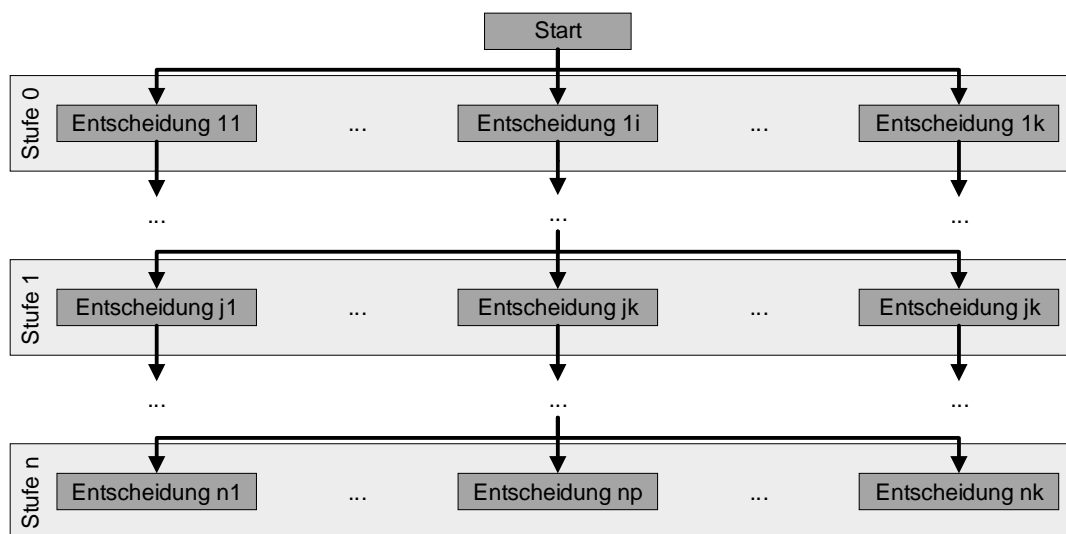 Start
Stufe 0
Entscheidung 11 ... Entscheidung 1i ... Entscheidung 1k
... ... ...
Stufe 1
Entscheidung j1 ... Entscheidung jk ... Entscheidung jk
... ... ...
Stufe n
Entscheidung n1 ... Entscheidung np ... Entscheidung nk